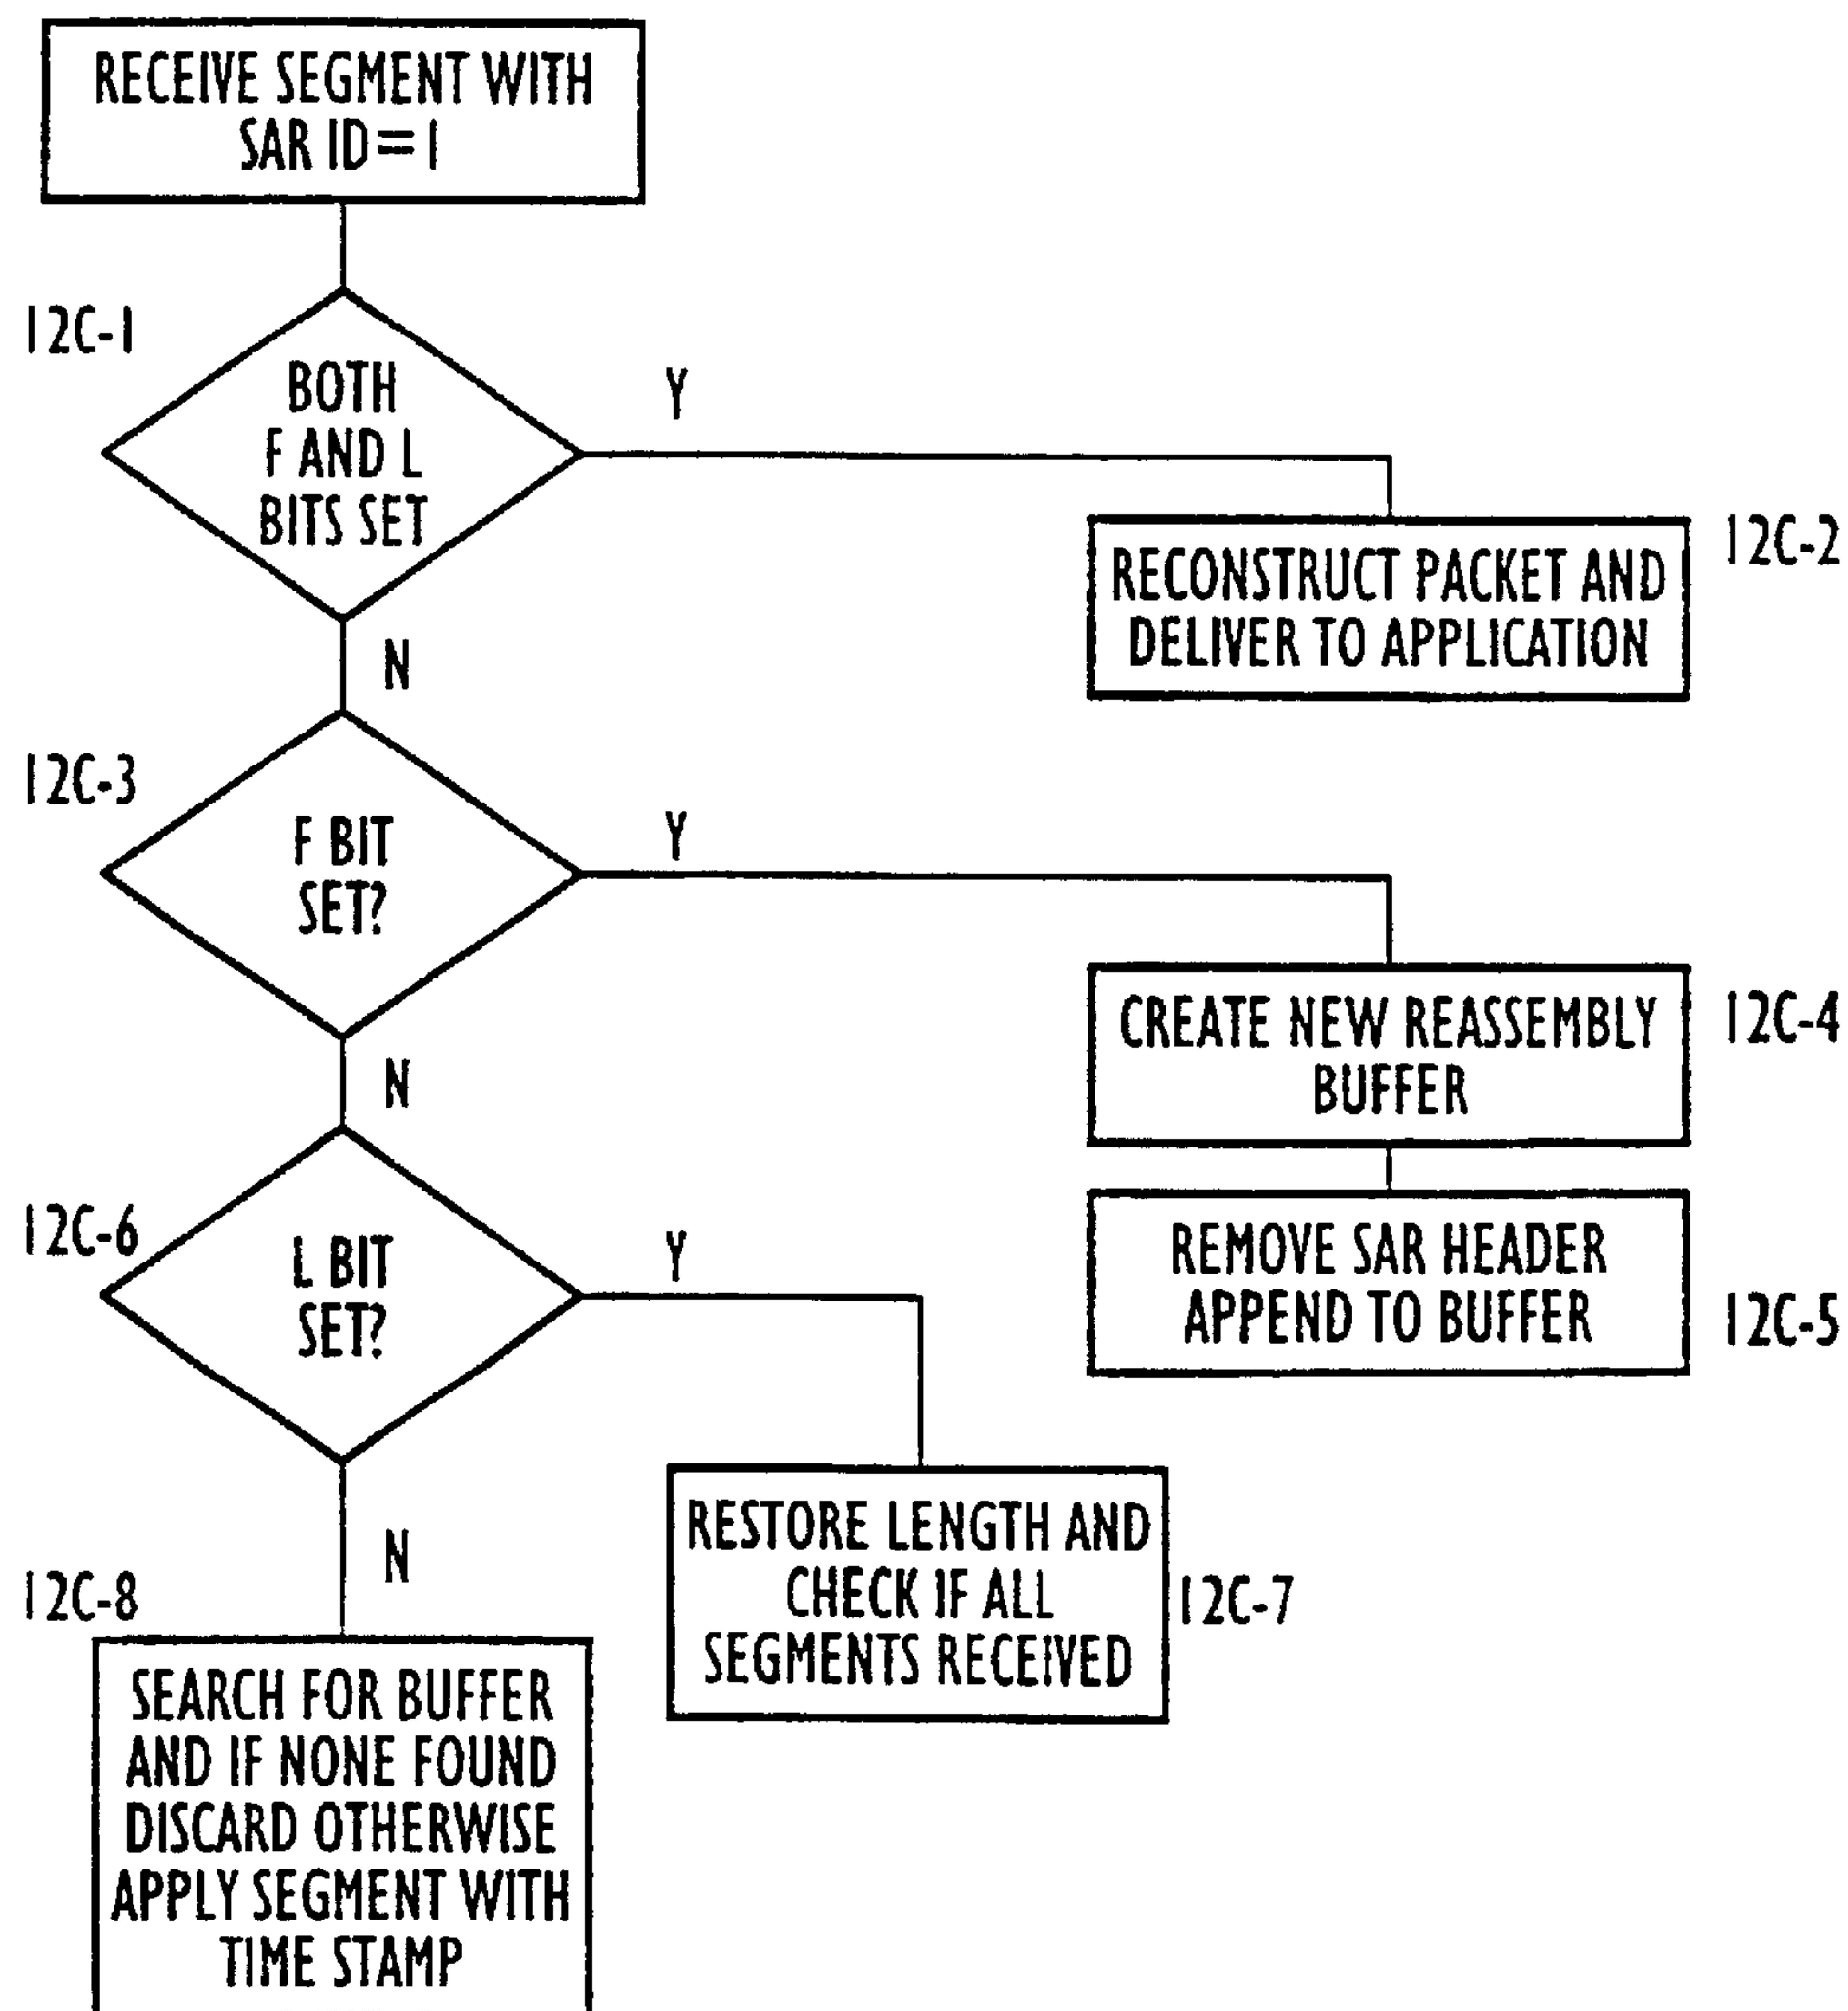 RECEIVE SEGMENT WITH
SAR ID = 1
12C-1
BOTH
F AND L
BITS SET
Y
12C-2
RECONSTRUCT PACKET AND
DELIVER TO APPLICATION
N
12C-3
F BIT
SET?
Y
12C-4
CREATE NEW REASSEMBLY
BUFFER
N
12C-6
L BIT
SET?
Y
REMOVE SAR HEADER
APPEND TO BUFFER
12C-5
RESTORE LENGTH AND
CHECK IF ALL
SEGMENTS RECEIVED
12C-7
N
12C-8
SEARCH FOR BUFFER
AND IF NONE FOUND
DISCARD OTHERWISE
APPLY SEGMENT WITH
TIME STAMP